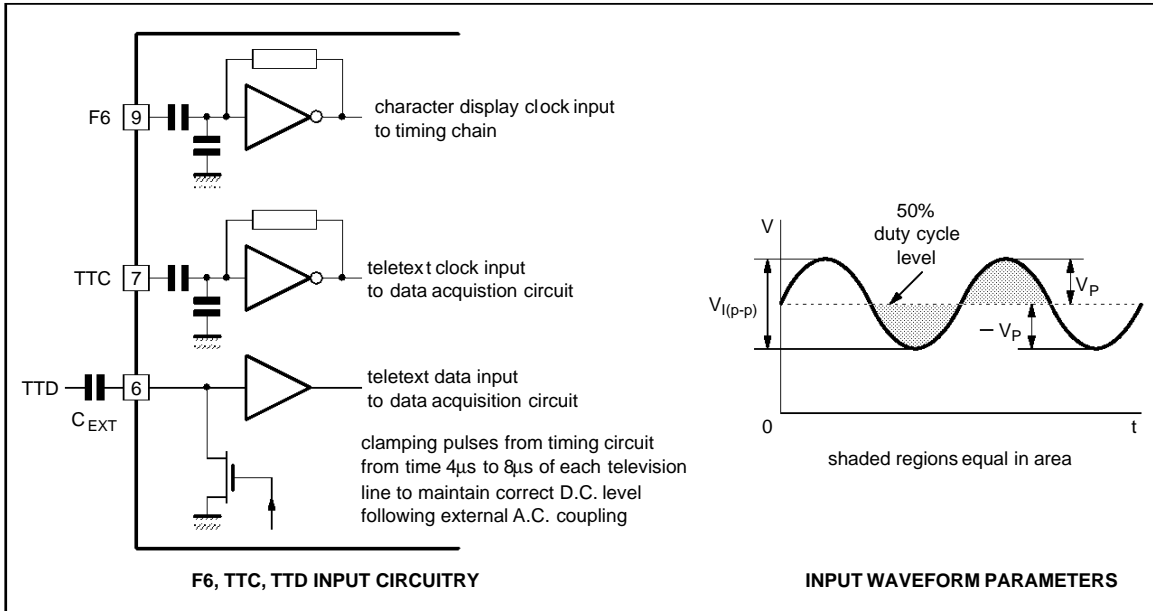 F6
9
character display clock input
to timing chain
TTC
7
teletext clock input
to data acquistion circuit
TTD
6
C EXT
teletext data input
to data acquisition circuit
clamping pulses from timing circuit
from time 4μs to 8μs of each television
line to maintain correct D.C. level
following external A.C. coupling
F6, TTC, TTD INPUT CIRCUITRY
50%
duty cycle
level
V
V I(p-p)
V P
– V P
0
t
shaded regions equal in area
INPUT WAVEFORM PARAMETERS